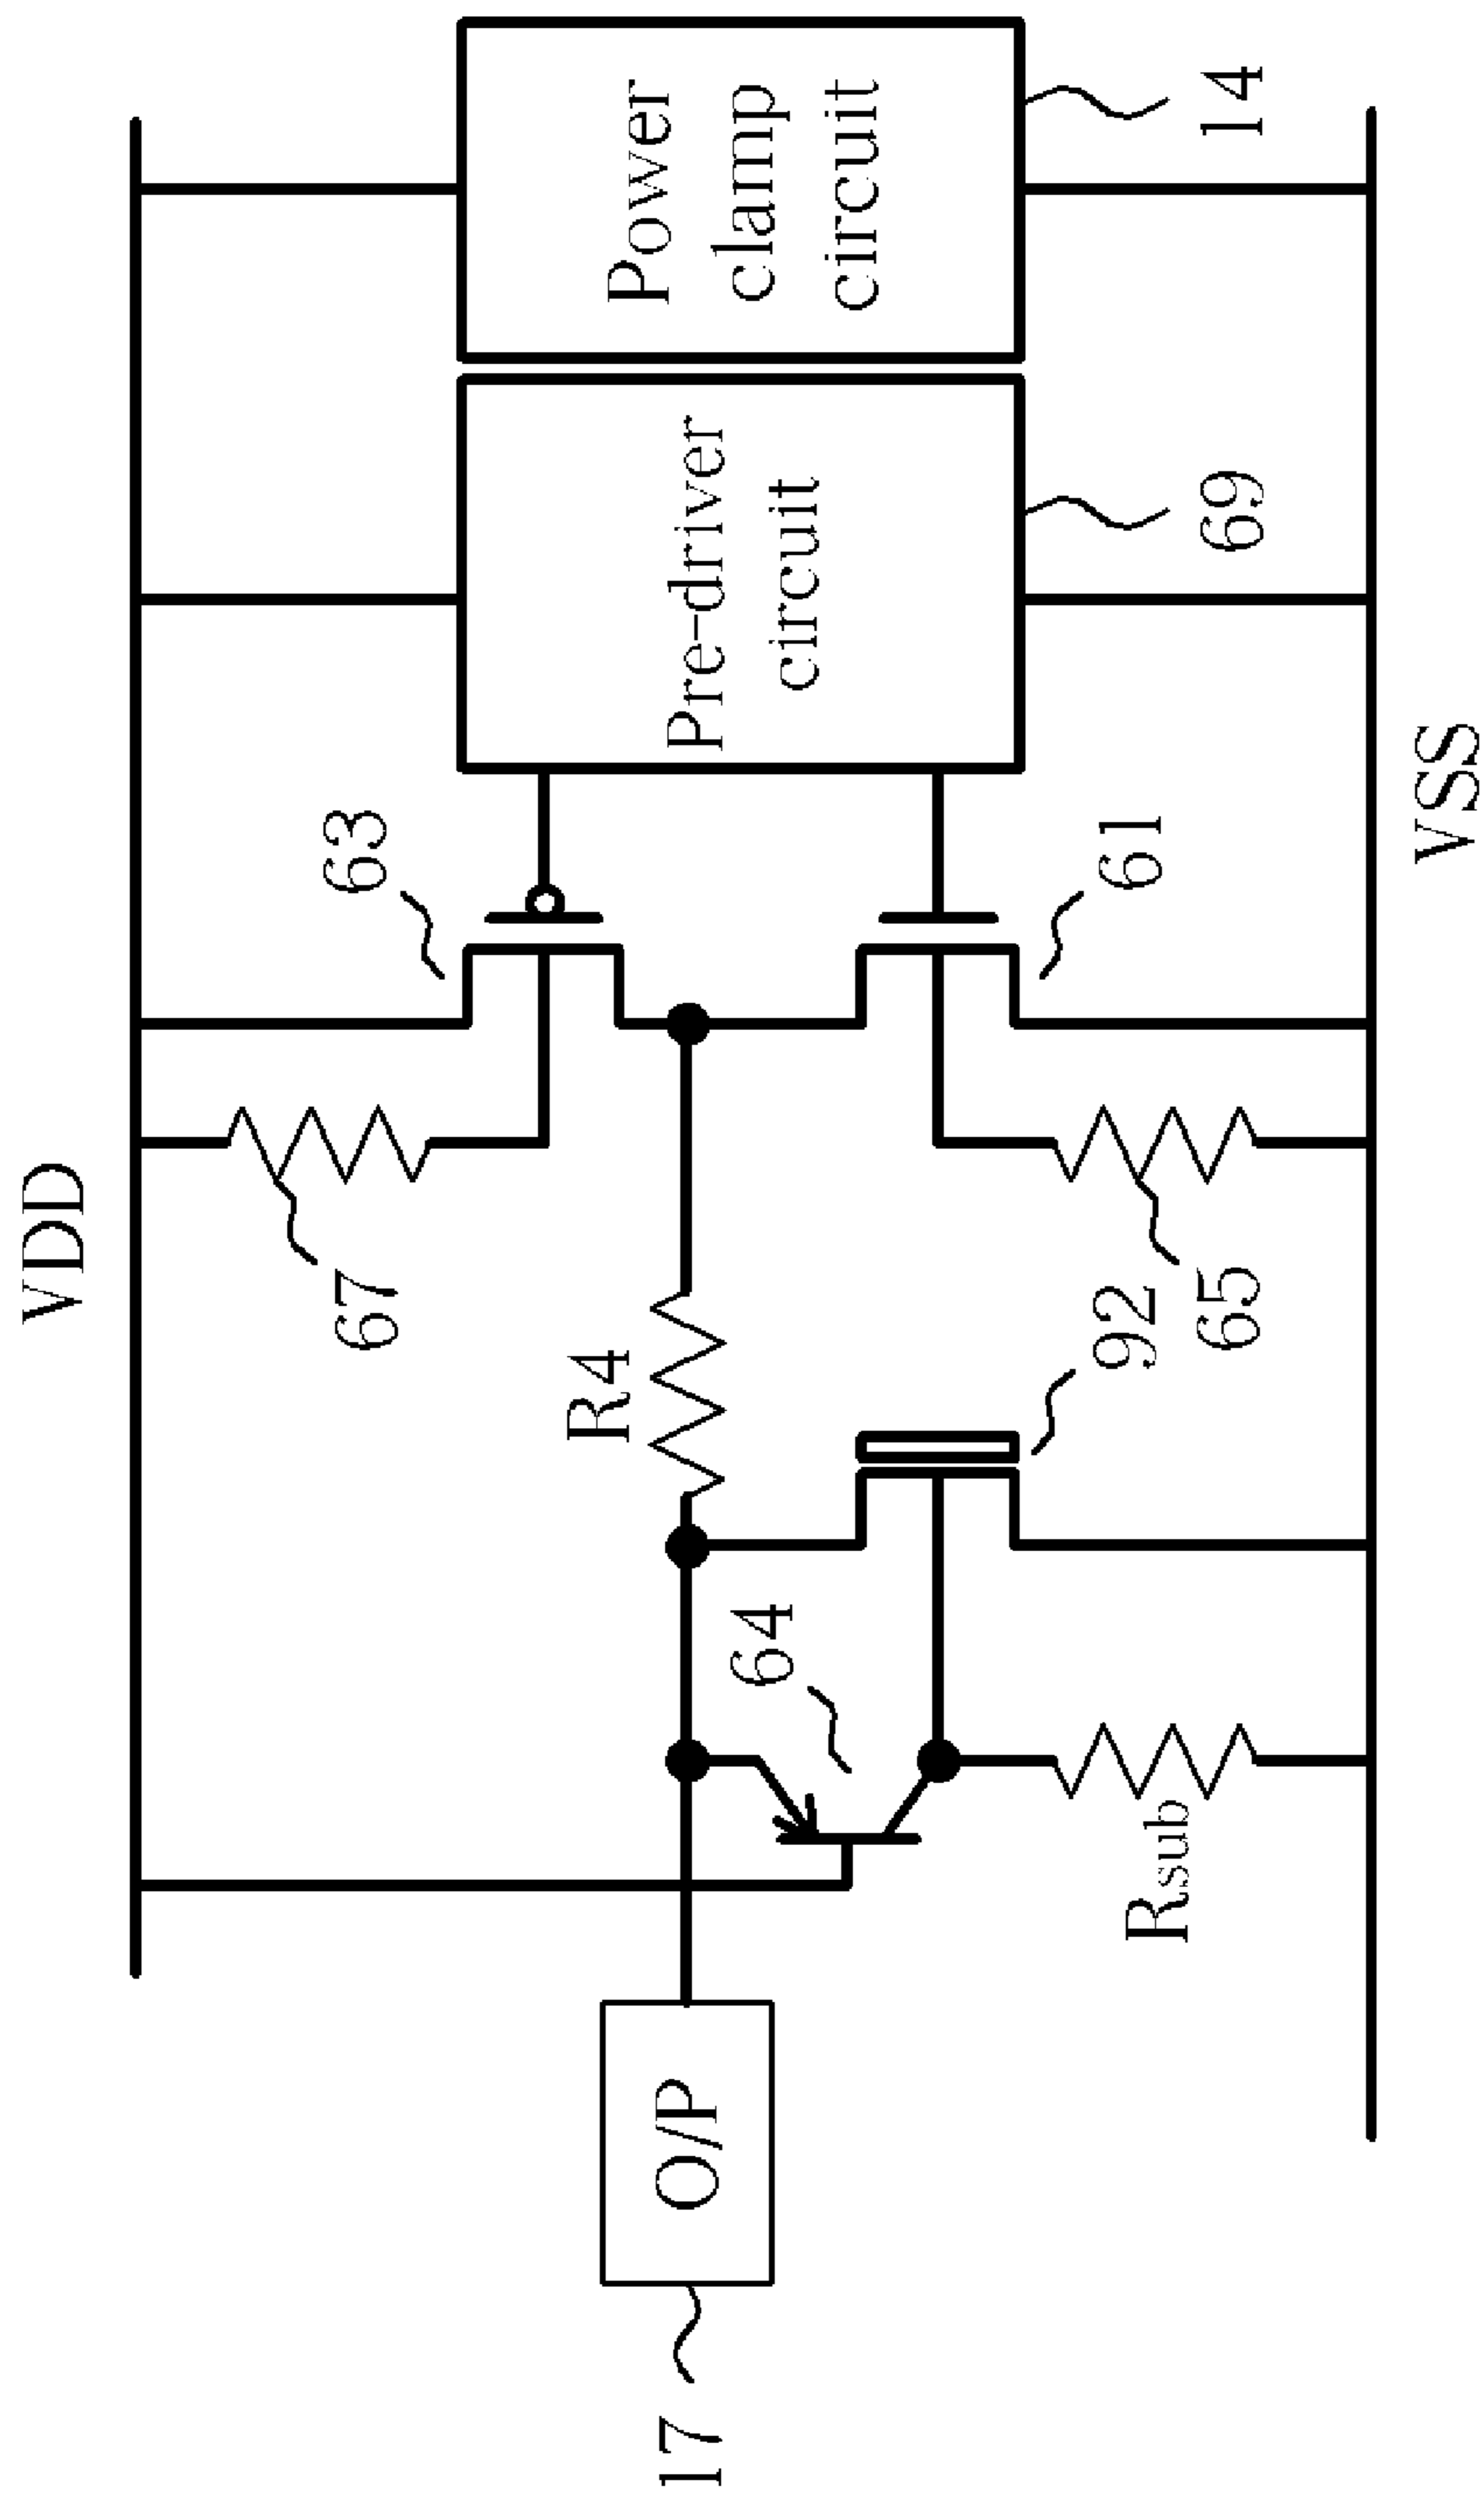 VDD
67
63
R4
64
17
O/P
Pre-driver
circuit
Power
clamp
circuit
Rsub
92
65
61
69
14
VSS